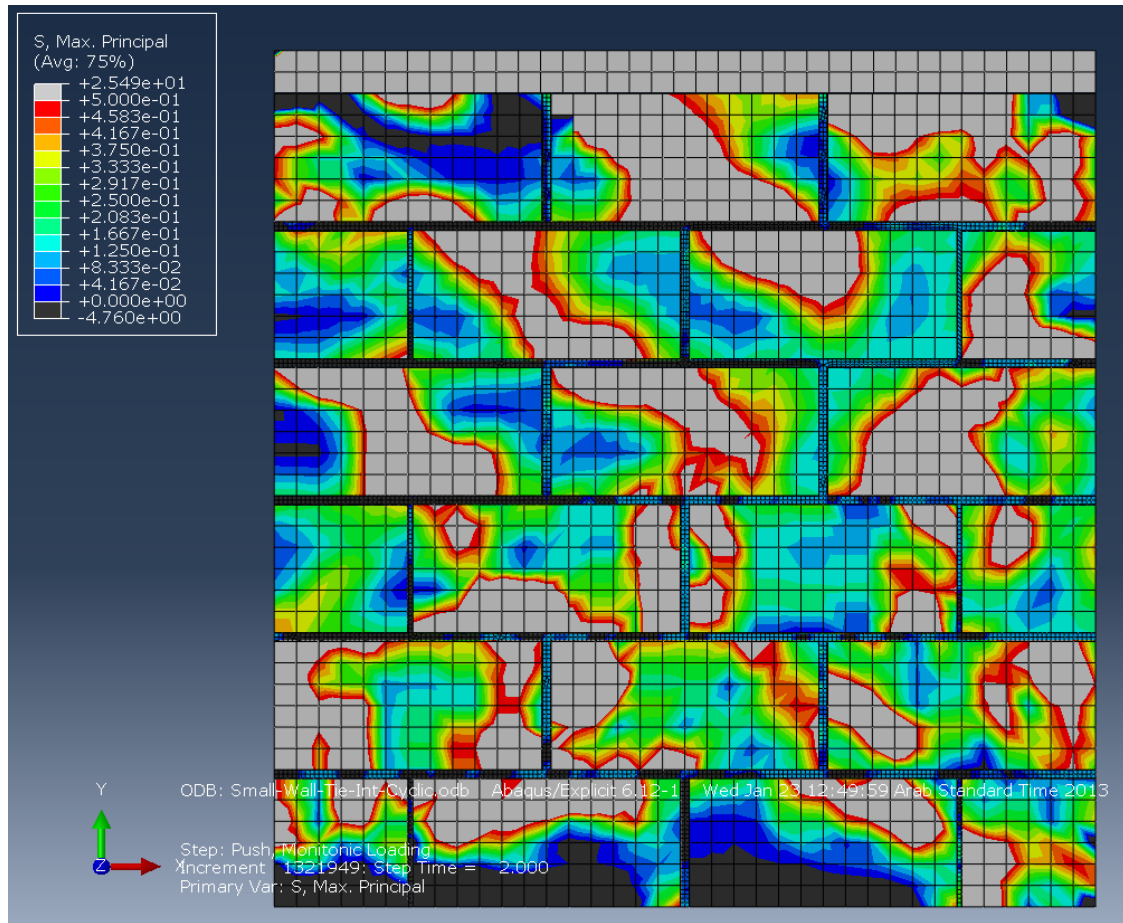 S, Max. Principal
(Avg: 75%)
+2.549e+01
+5.000e-01
+4.583e-01
+4.167e-01
+3.750e-01
+3.333e-01
+2.917e-01
+2.500e-01
+2.083e-01
+1.667e-01
+1.250e-01
+8.333e-02
+4.167e-02
+0.000e+00
-4.760e+00
Y
Z
X
ODB: Small-Wall-Tie-Int-Cyclic.odb Abaqus/Explicit 6.12-1 Wed Jan 23 12:49:59 Arab Standard Time 2013
Step: Push, Monitonic Loading
Increment 1321949: Step Time = 2.000
Primary Var: S, Max. Principal